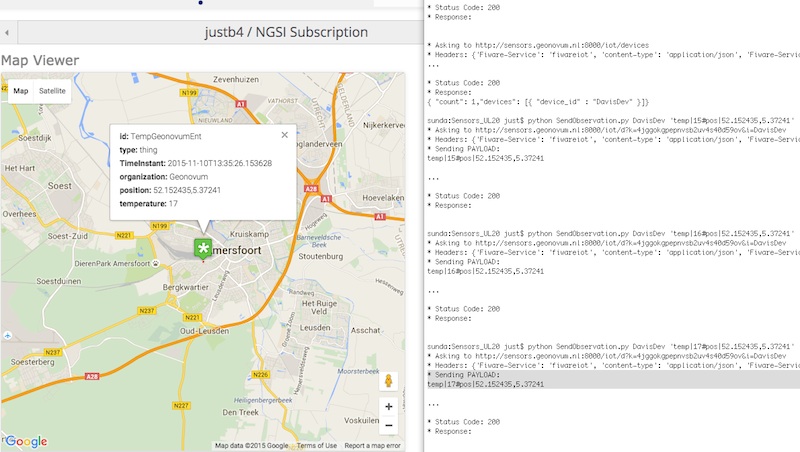 justb4 / NGSI Subscription
Map Viewer
Map
Satellite
id: TempGeonovumEnt
type: thing
TimeInstant: 2015-11-10T13:35:26.153628
organization: Geonovum
position: 52.152435,5.37241
temperature: 17
Zevenhuizen
N199
A1
VATHORST
NIEUWLAND
Nijkerkerveen
Hooglanderveen
Soest
Overhees
Soest-Zuid
N199
N221
A28
A1
Hoevelaken
Kruiskamp
Amersfoort
Barneveldsche Beek
Stoutenburg
DierenPark Amersfoort
Soestduinen
Bergkwartier
N237
N221
Oud-Leusden
Het Ruige Veld
Leusden
Asschat
N237
Soesterberg
A28
N226
N227
Den Treek
Voskuilen
Google
Map data ©2015 Google
Terms of Use
Report a map error
* Status Code: 200
* Response:
* Asking to http://sensors.geonovum.nl:8000/iot/devices
* Headers: {'Fiware-Service': 'fiwareiot', 'content-type': 'application/json', 'Fiware-
...
* Status Code: 200
* Response:
{ "count": 1,"devices": [{ "device_id" : "DavisDev" }]}
sunda:Sensors_UL20 just$ python SendObservation.py DavisDev 'temp|15#pos|52.152435,5.37241'
* Asking to http://sensors.geonovum.nl:8000/iot/d?k=4jggokgpepnvsb2uv4s40d59ov&i=DavisDev
* Headers: {'Fiware-Service': 'fiwareiot', 'content-type': 'application/json', 'Fiware-
* Sending PAYLOAD:
temp|15#pos|52.152435,5.37241
...
* Status Code: 200
* Response:
sunda:Sensors_UL20 just$ python SendObservation.py DavisDev 'temp|16#pos|52.152435,5.37241'
* Asking to http://sensors.geonovum.nl:8000/iot/d?k=4jggokgpepnvsb2uv4s40d59ov&i=DavisDev
* Headers: {'Fiware-Service': 'fiwareiot', 'content-type': 'application/json', 'Fiware-
* Sending PAYLOAD:
temp|16#pos|52.152435,5.37241
...
* Status Code: 200
* Response:
sunda:Sensors_UL20 just$ python SendObservation.py DavisDev 'temp|17#pos|52.152435,5.37241'
* Asking to http://sensors.geonovum.nl:8000/iot/d?k=4jggokgpepnvsb2uv4s40d59ov&i=DavisDev
* Headers: {'Fiware-Service': 'fiwareiot', 'content-type': 'application/json', 'Fiware-
* Sending PAYLOAD:
temp|17#pos|52.152435,5.37241
...
* Status Code: 200
* Response: